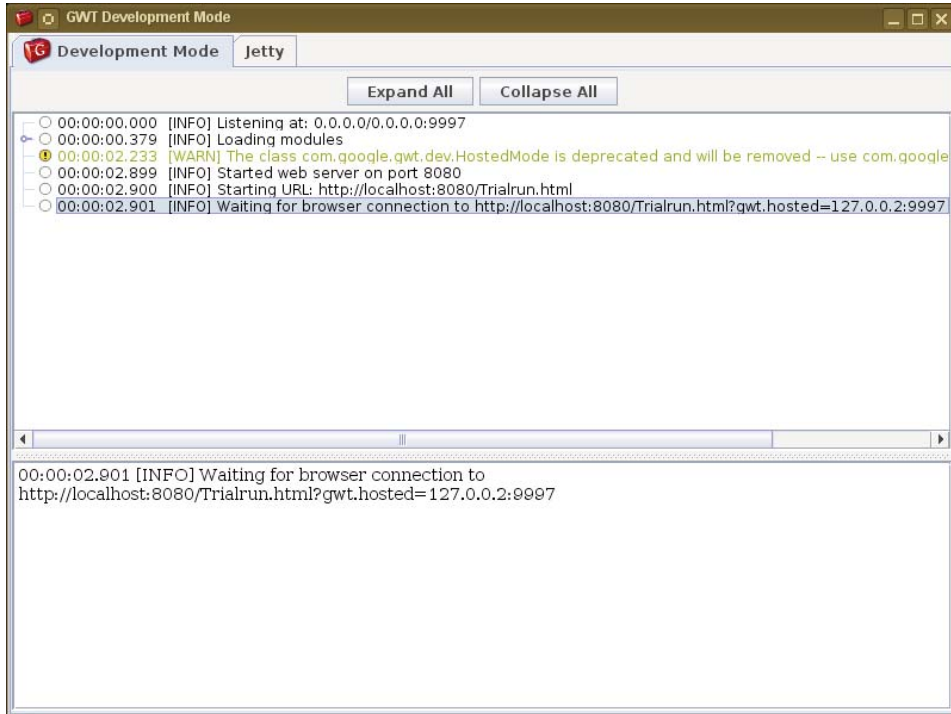 GWT Development Mode
Development Mode
Jetty
Expand All
Collapse All
00:00:00.000 [INFO] Listening at: 0.0.0.0/0.0.0.0:9997
00:00:00.379 [INFO] Loading modules
00:00:02.233 [WARN] The class com.google.gwt.dev.HostedMode is deprecated and will be removed -- use com.google
00:00:02.899 [INFO] Started web server on port 8080
00:00:02.900 [INFO] Starting URL: http://localhost:8080/Trialrun.html
00:00:02.901 [INFO] Waiting for browser connection to http://localhost:8080/Trialrun.html?gwt.hosted=127.0.0.2:9997
00:00:02.901 [INFO] Waiting for browser connection to
http://localhost:8080/Trialrun.html?gwt.hosted=127.0.0.2:9997